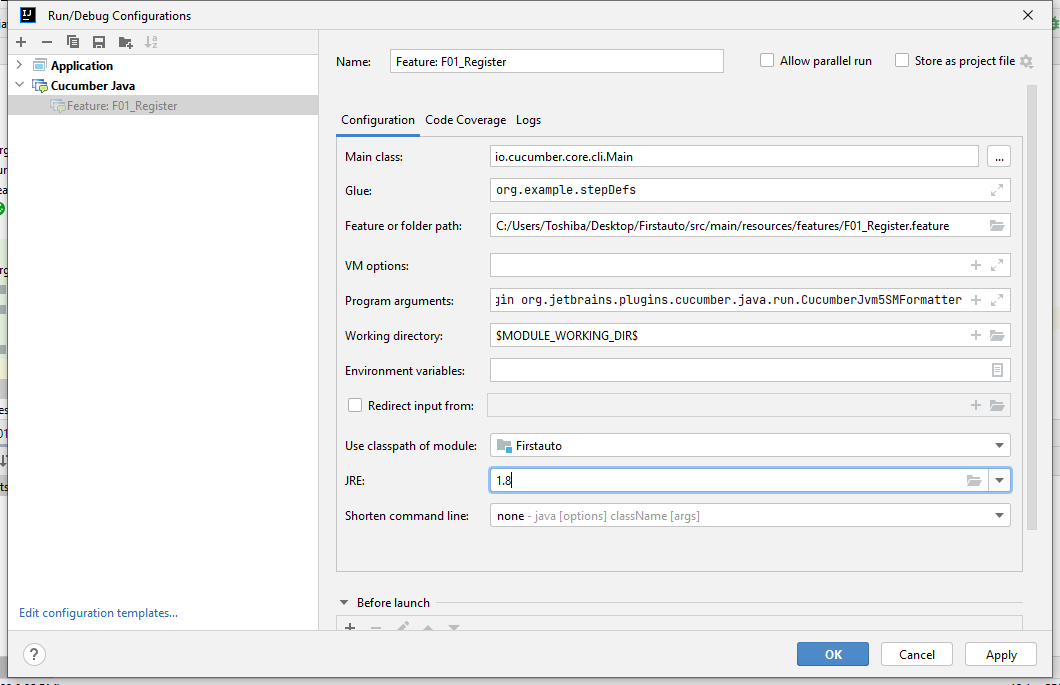 Run/Debug Configurations
Application
Cucumber Java
Feature: F01_Register
Edit configuration templates...
Name: Feature: F01_Register Allow parallel run Store as project file
Configuration Code Coverage Logs
Main class: io.cucumber.core.cli.Main ...
Glue: org.example.stepDefs
Feature or folder path: C:/Users/Toshiba/Desktop/Firstauto/src/main/resources/features/F01_Register.feature
VM options:
Program arguments: gin org.jetbrains.plugins.cucumber.java.run.CucumberJvm5SMFormatter
Working directory: $MODULE_WORKING_DIR$
Environment variables:
Redirect input from:
Use classpath of module: Firstauto
JRE: 1.8
Shorten command line: none - java [options] className [args]
Before launch
? OK Cancel Apply